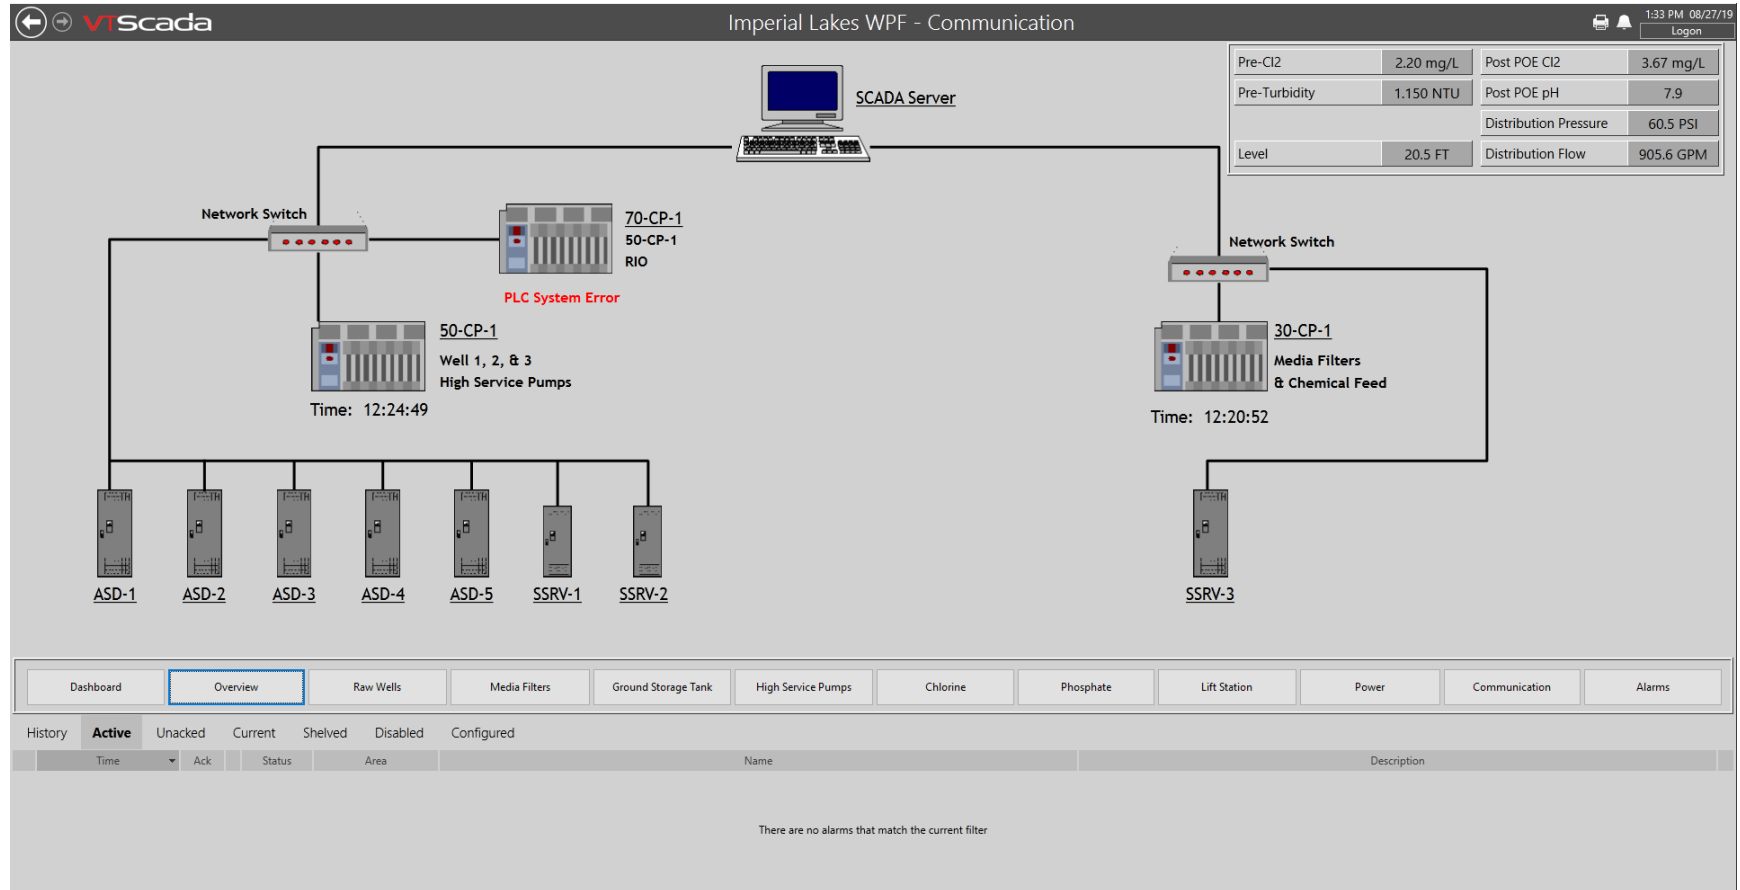 VTScada
Imperial Lakes WPF - Communication
1:33 PM 08/27/19
Logon
Pre-Cl2 2.20 mg/L Post POE Cl2 3.67 mg/L
Pre-Turbidity 1.150 NTU Post POE pH 7.9
Distribution Pressure 60.5 PSI
Level 20.5 FT Distribution Flow 905.6 GPM
SCADA Server
Network Switch
70-CP-1
50-CP-1
RIO
PLC System Error
Network Switch
50-CP-1
Well 1, 2, & 3
High Service Pumps
Time: 12:24:49
30-CP-1
Media Filters
& Chemical Feed
Time: 12:20:52
ASD-1 ASD-2 ASD-3 ASD-4 ASD-5 SSRV-1 SSRV-2 SSRV-3
Dashboard Overview Raw Wells Media Filters Ground Storage Tank High Service Pumps Chlorine Phosphate Lift Station Power Communication Alarms
History Active Unacked Current Shelved Disabled Configured
Time Ack Status Area Name Description
There are no alarms that match the current filter